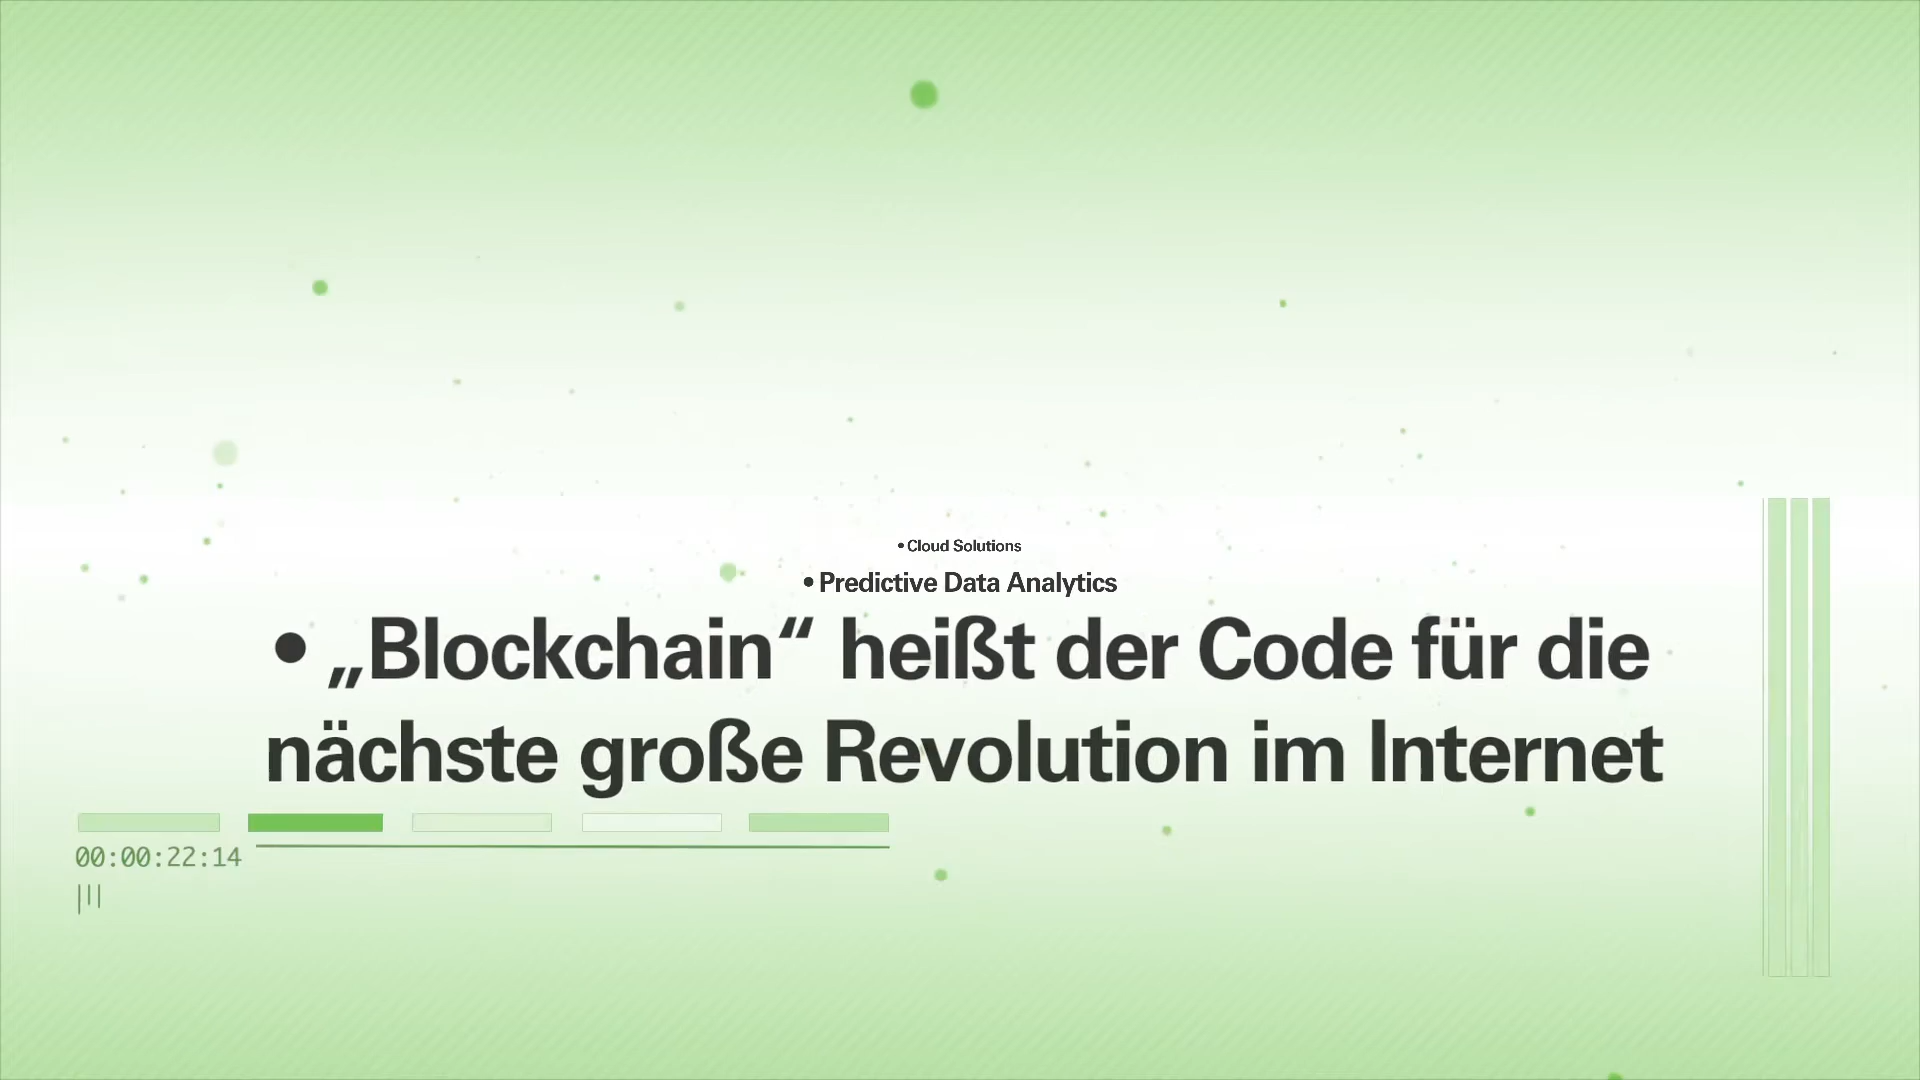 • Cloud Solutions
• Predictive Data Analytics
• „Blockchain“ heißt der Code für die
nächste große Revolution im Internet
00:00:22:14